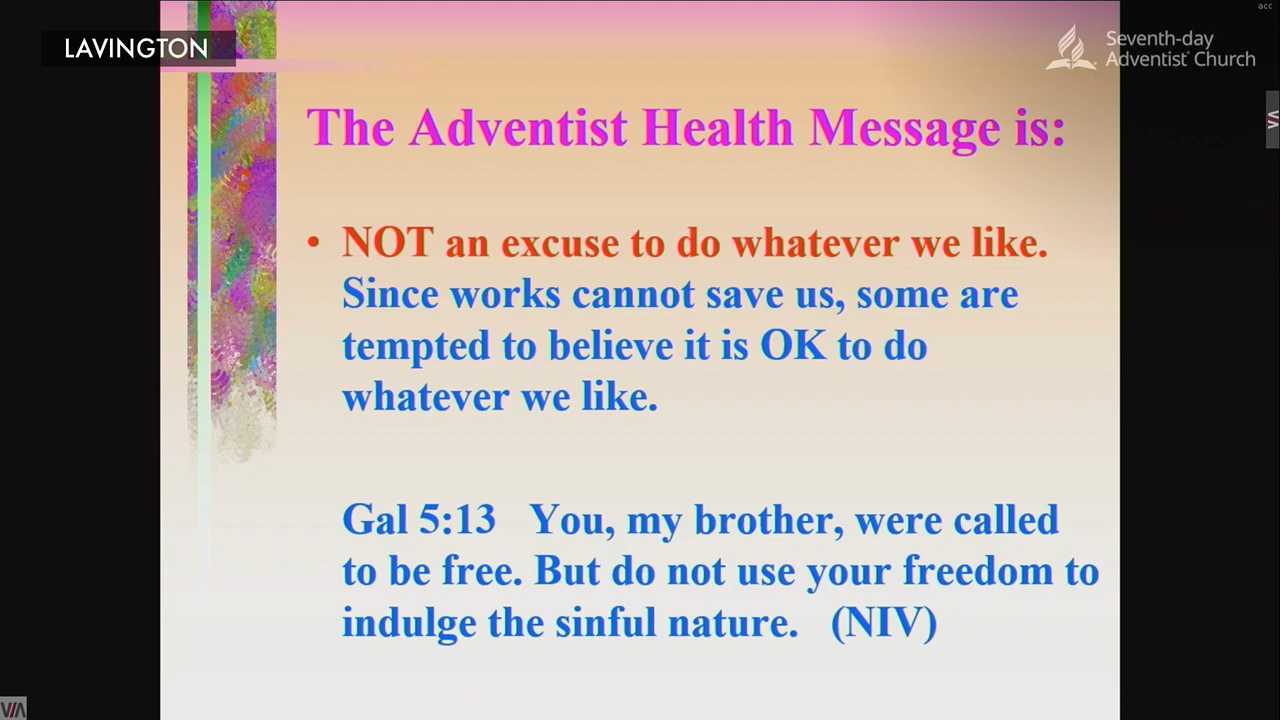 acc
LAVINGTON
Seventh-day
Adventist® Church
The Adventist Health Message is:
• NOT an excuse to do whatever we like.
Since works cannot save us, some are
tempted to believe it is OK to do
whatever we like.
Gal 5:13 You, my brother, were called
to be free. But do not use your freedom to
indulge the sinful nature. (NIV)
VIA
VIA